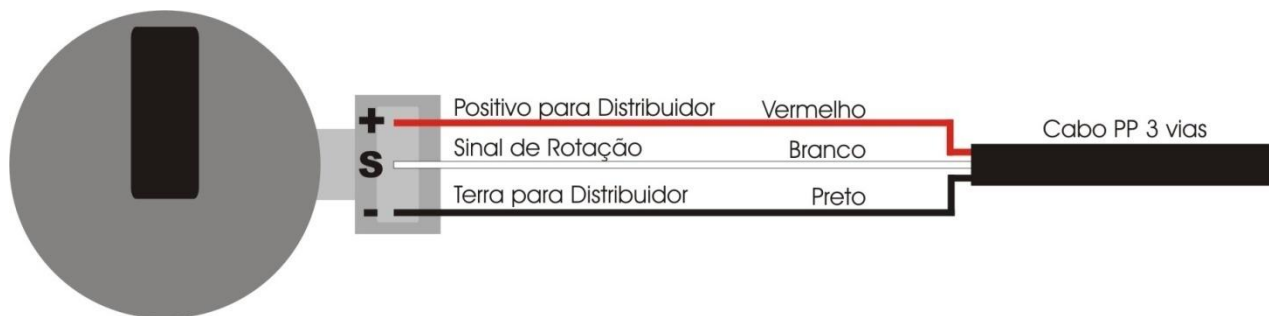 + Positivo para Distribuidor Vermelho
Cabo PP 3 vias
S Sinal de Rotação Branco
- Terra para Distribuidor Preto